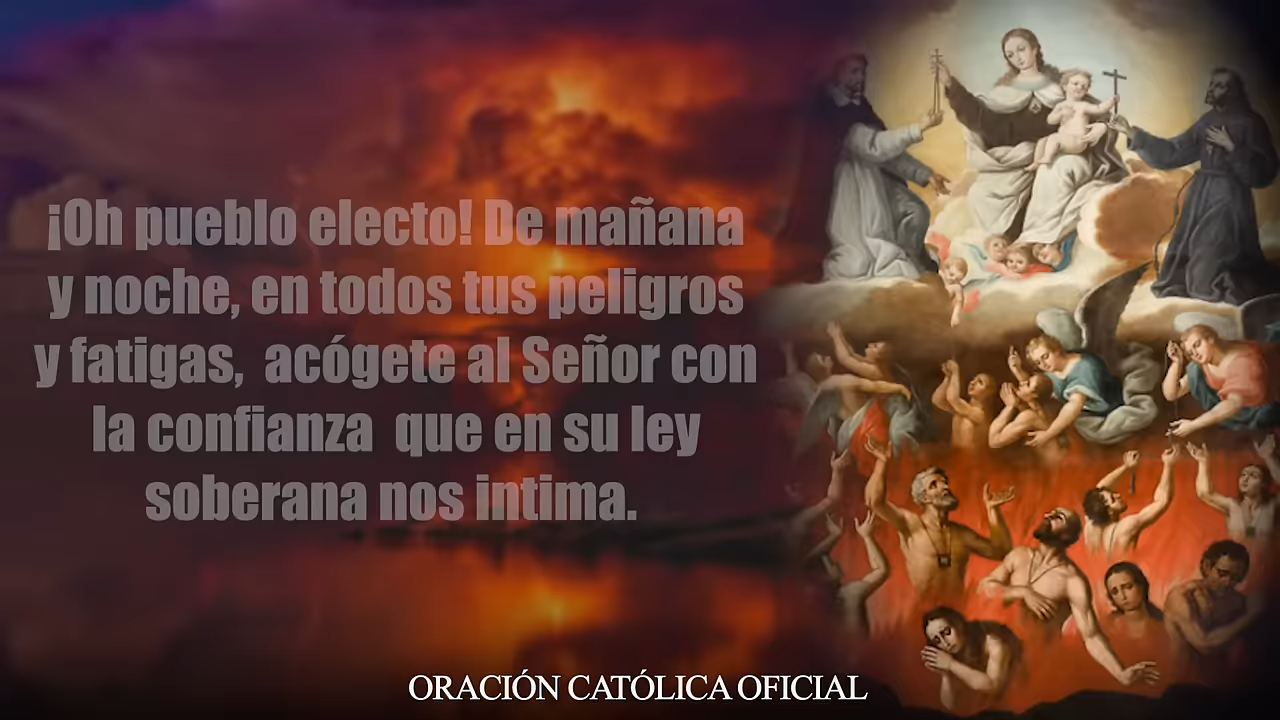 ¡Oh pueblo electo! De mañana
y noche, en todos tus peligros
y fatigas, acógete al Señor con
la confianza que en su ley
soberana nos intima.
ORACIÓN CATÓLICA OFICIAL